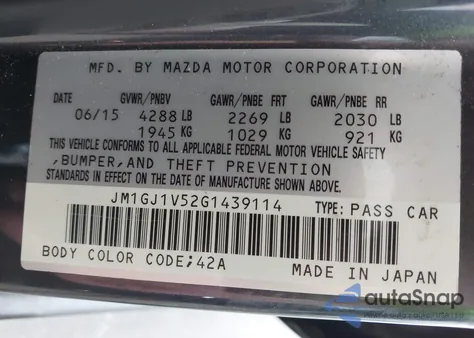 MFD. BY MAZDA MOTOR CORPORATION
DATE GVWR/PNBV GAWR/PNBE FRT GAWR/PNBE RR
06/15 4288 LB 2269 LB 2030 LB
1945 KG 1029 KG 921 KG
THIS VEHICLE CONFORMS TO ALL APPLICABLE FEDERAL MOTOR VEHICLE SAFETY
,BUMPER,AND THEFT PREVENTION
STANDARDS IN EFFECT ON THE DATE OF MANUFACTURE SHOWN ABOVE.
JM1GJ1V52G1439114 TYPE: PASS CAR
BODY COLOR CODE;42A
MADE IN JAPAN
autoSnap